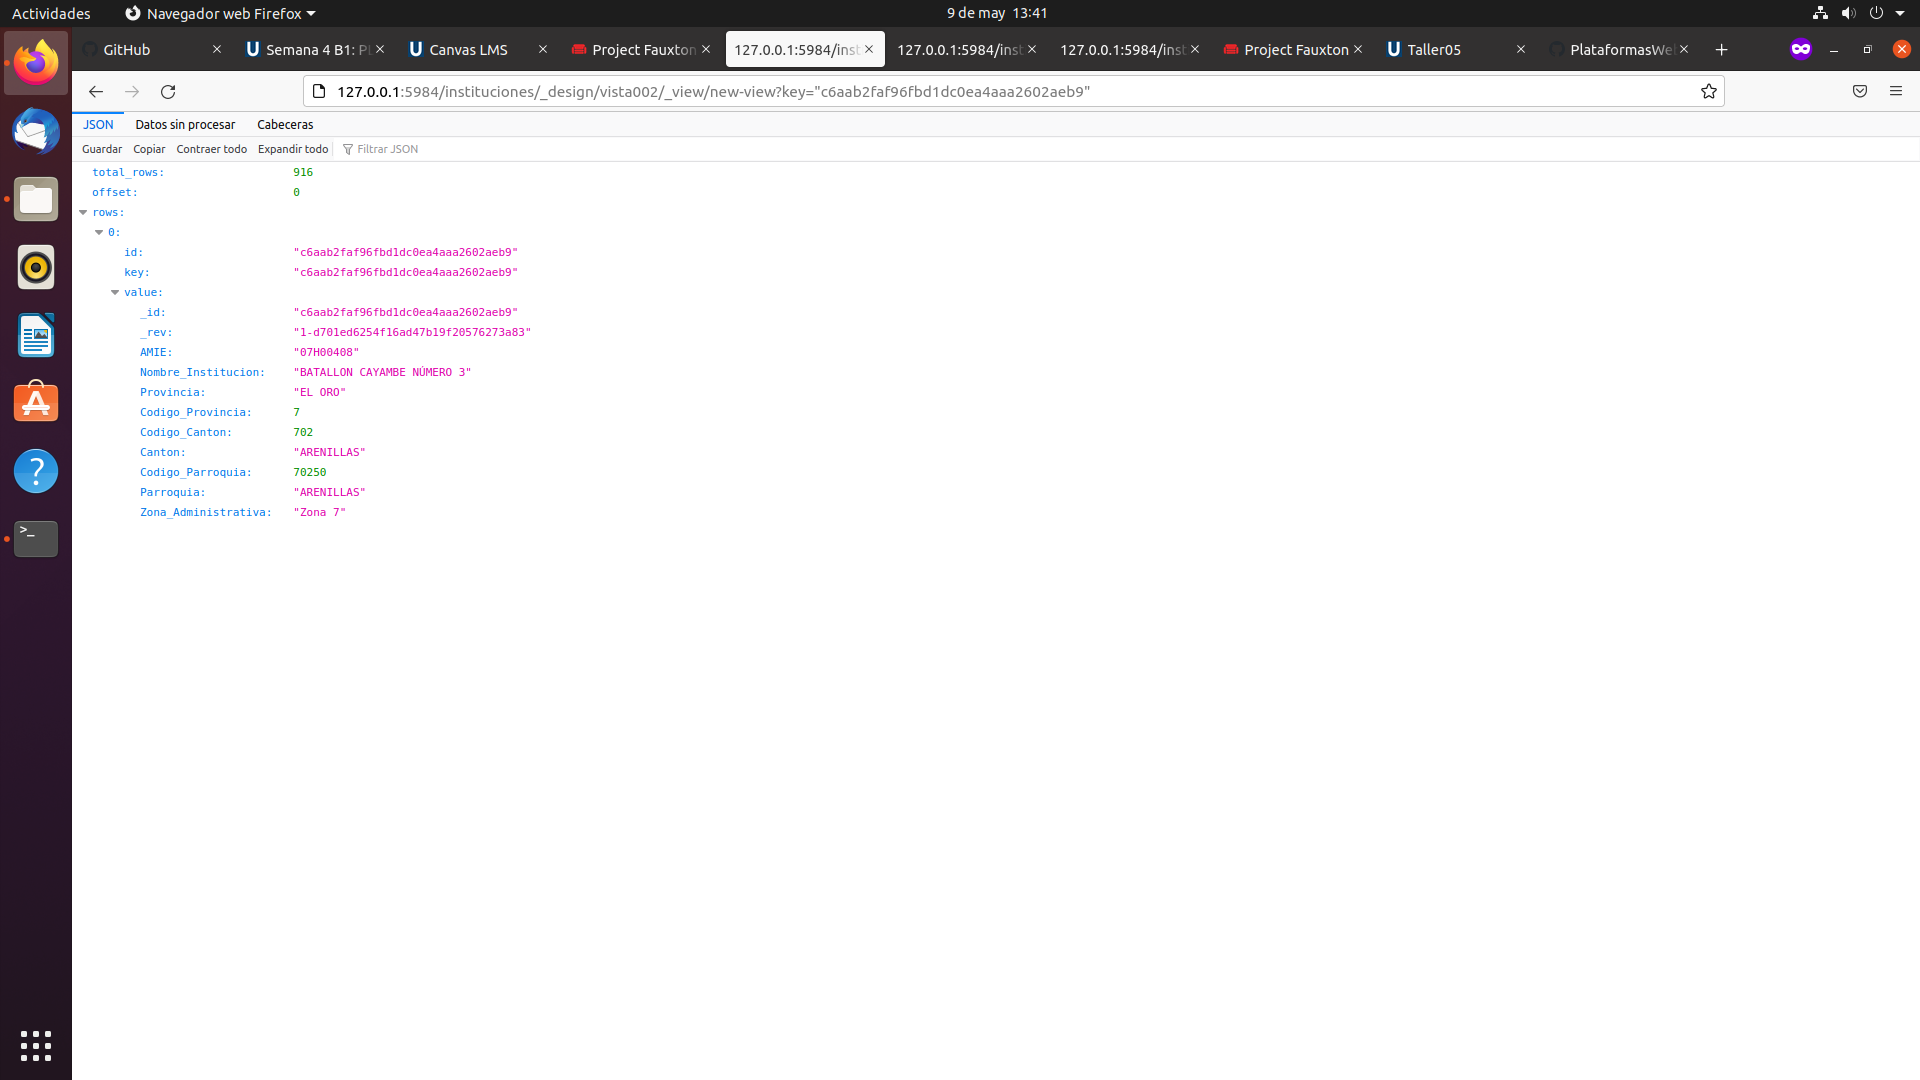 Actividades
Navegador web Firefox
9 de may 13:41
GitHub
Semana 4 B1: Pl
Canvas LMS
Project Fauxton
127.0.0.1:5984/inst
127.0.0.1:5984/inst
127.0.0.1:5984/inst
Project Fauxton
Taller05
PlataformasWe
127.0.0.1:5984/instituciones/_design/vista002/_view/new-view?key="c6aab2faf96fbd1dc0ea4aaa2602aeb9"
JSON
Datos sin procesar
Cabeceras
Guardar
Copiar
Contraer todo
Expandir todo
Filtrar JSON
total_rows: 916
offset: 0
rows:
0:
id: "c6aab2faf96fbd1dc0ea4aaa2602aeb9"
key: "c6aab2faf96fbd1dc0ea4aaa2602aeb9"
value:
_id: "c6aab2faf96fbd1dc0ea4aaa2602aeb9"
_rev: "1-d701ed6254f16ad47b19f20576273a83"
AMIE: "07H00408"
Nombre_Institucion: "BATALLON CAYAMBE NÚMERO 3"
Provincia: "EL ORO"
Codigo_Provincia: 7
Codigo_Canton: 702
Canton: "ARENILLAS"
Codigo_Parroquia: 70250
Parroquia: "ARENILLAS"
Zona_Administrativa: "Zona 7"